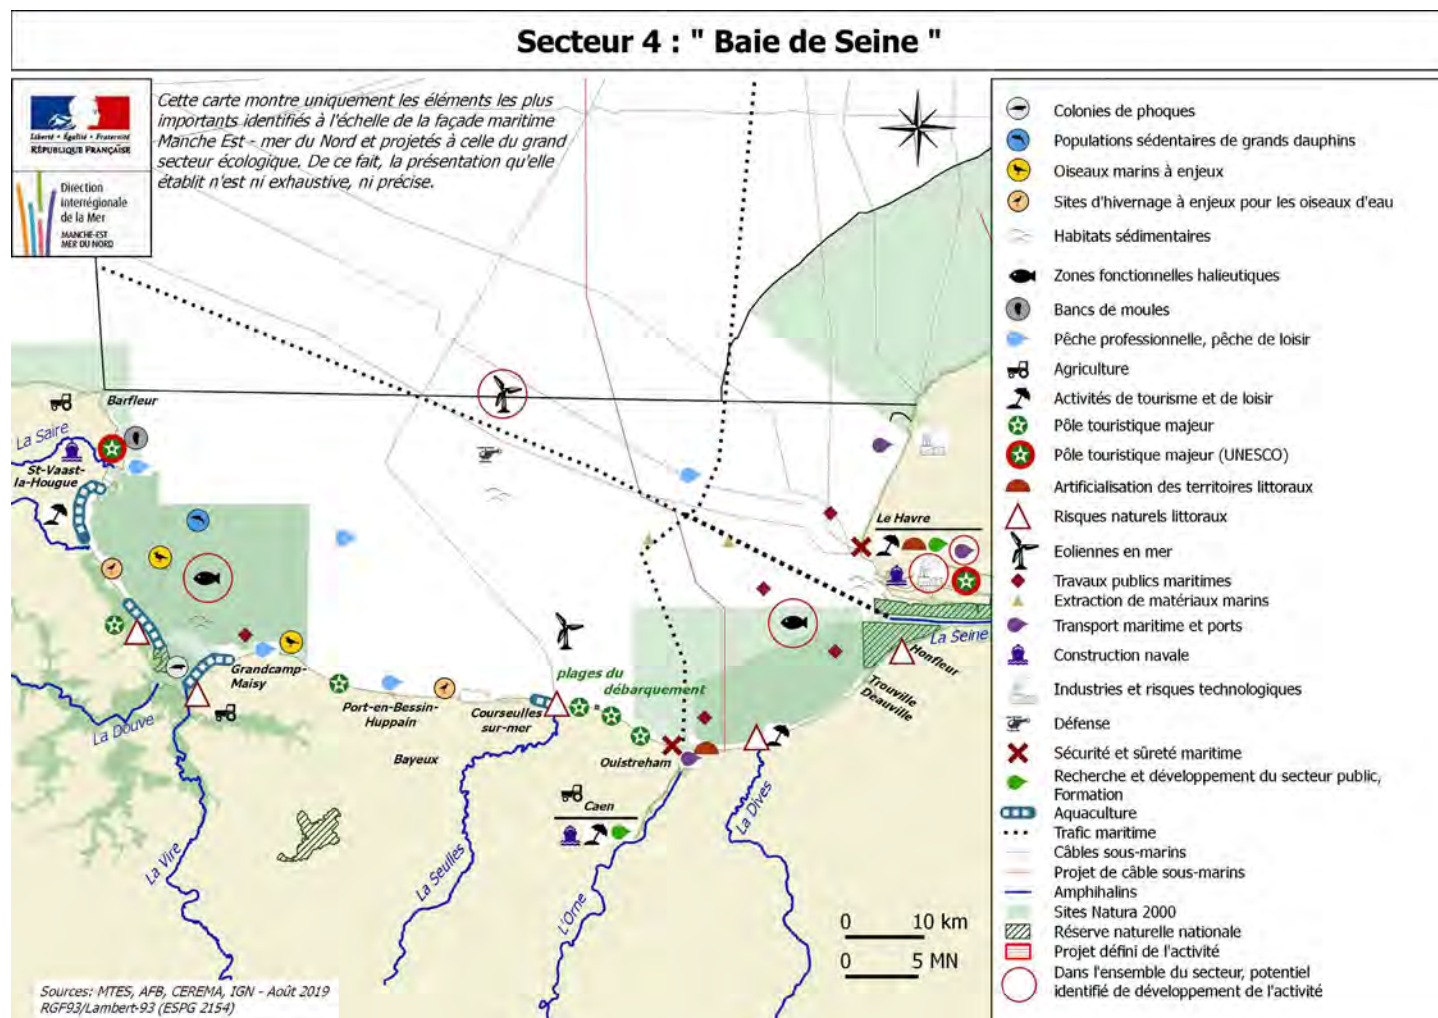 Secteur 4 : " Baie de Seine "
Liberté • Égalité • Fraternité
RÉPUBLIQUE FRANÇAISE
Direction
interrégionale
de la Mer
MANCHE-EST
MER DU NORD
Cette carte montre uniquement les éléments les plus
importants identifiés à l'échelle de la façade maritime
Manche Est - mer du Nord et projetés à celle du grand
secteur écologique. De ce fait, la présentation qu'elle
établit n'est ni exhaustive, ni précise.
Barfleur
La Saire
St-Vaast-
la-Hougue
Le Havre
La Seine
Honfleur
Trouville
Deauville
Grandcamp-
Maisy
plages du
débarquement
La Douve
Port-en-Bessin-
Huppain
Courseulles
sur-mer
Bayeux
Ouistreham
Caen
La Dives
La Vire
La Seulles
L'Orne
0 10 km
0 5 MN
Sources: MTES, AFB, CEREMA, IGN - Août 2019
RGF93/Lambert-93 (ESPG 2154)
Colonies de phoques
Populations sédentaires de grands dauphins
Oiseaux marins à enjeux
Sites d'hivernage à enjeux pour les oiseaux d'eau
Habitats sédimentaires
Zones fonctionnelles halieutiques
Bancs de moules
Pêche professionnelle, pêche de loisir
Agriculture
Activités de tourisme et de loisir
Pôle touristique majeur
Pôle touristique majeur (UNESCO)
Artificialisation des territoires littoraux
Risques naturels littoraux
Eoliennes en mer
Travaux publics maritimes
Extraction de matériaux marins
Transport maritime et ports
Construction navale
Industries et risques technologiques
Défense
Sécurité et sûreté maritime
Recherche et développement du secteur public,
Formation
Aquaculture
Trafic maritime
Câbles sous-marins
Projet de câble sous-marins
Amphihalins
Sites Natura 2000
Réserve naturelle nationale
Projet défini de l'activité
Dans l'ensemble du secteur, potentiel
identifié de développement de l'activité